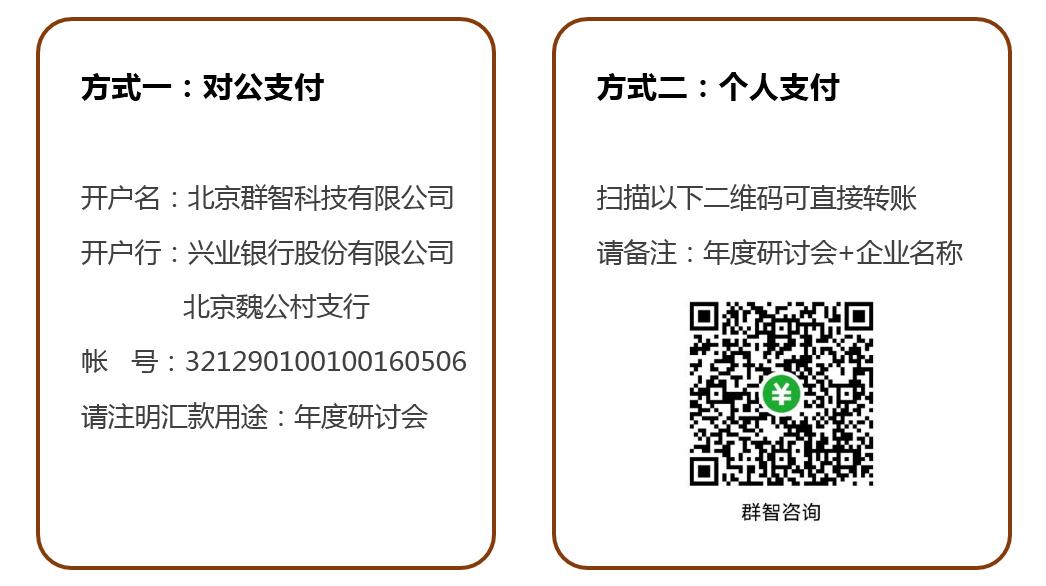 方式一：对公支付
开户名：北京群智科技有限公司
开户行：兴业银行股份有限公司
北京魏公村支行
帐 号：321290100100160506
请注明汇款用途：年度研讨会
方式二：个人支付
扫描以下二维码可直接转账
请备注：年度研讨会+企业名称
¥
群智咨询